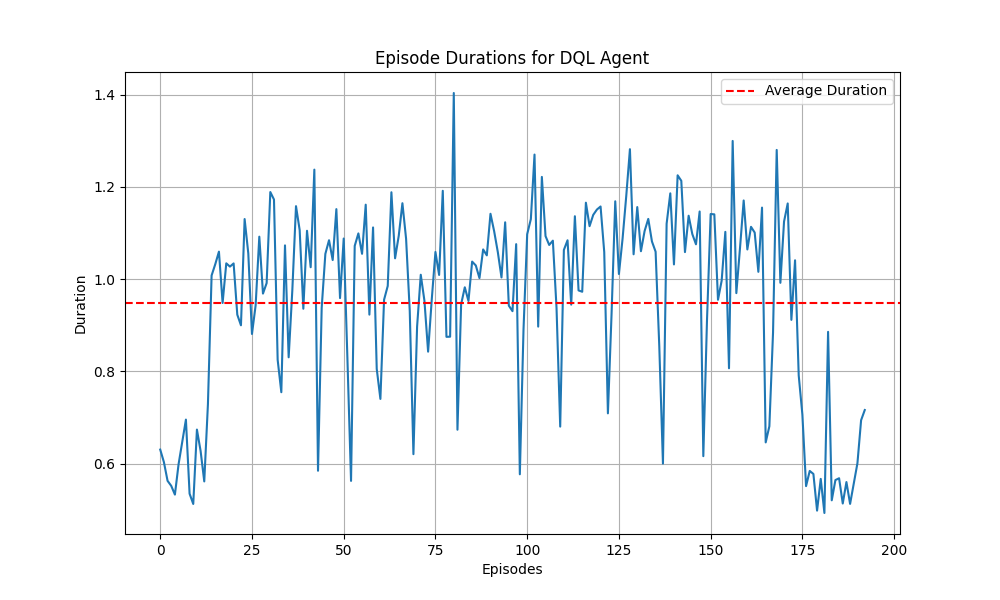 Episode Durations for DQL Agent
Average Duration
1.4
1.2
1.0
0.8
0.6
Duration
0 25 50 75 100 125 150 175 200
Episodes